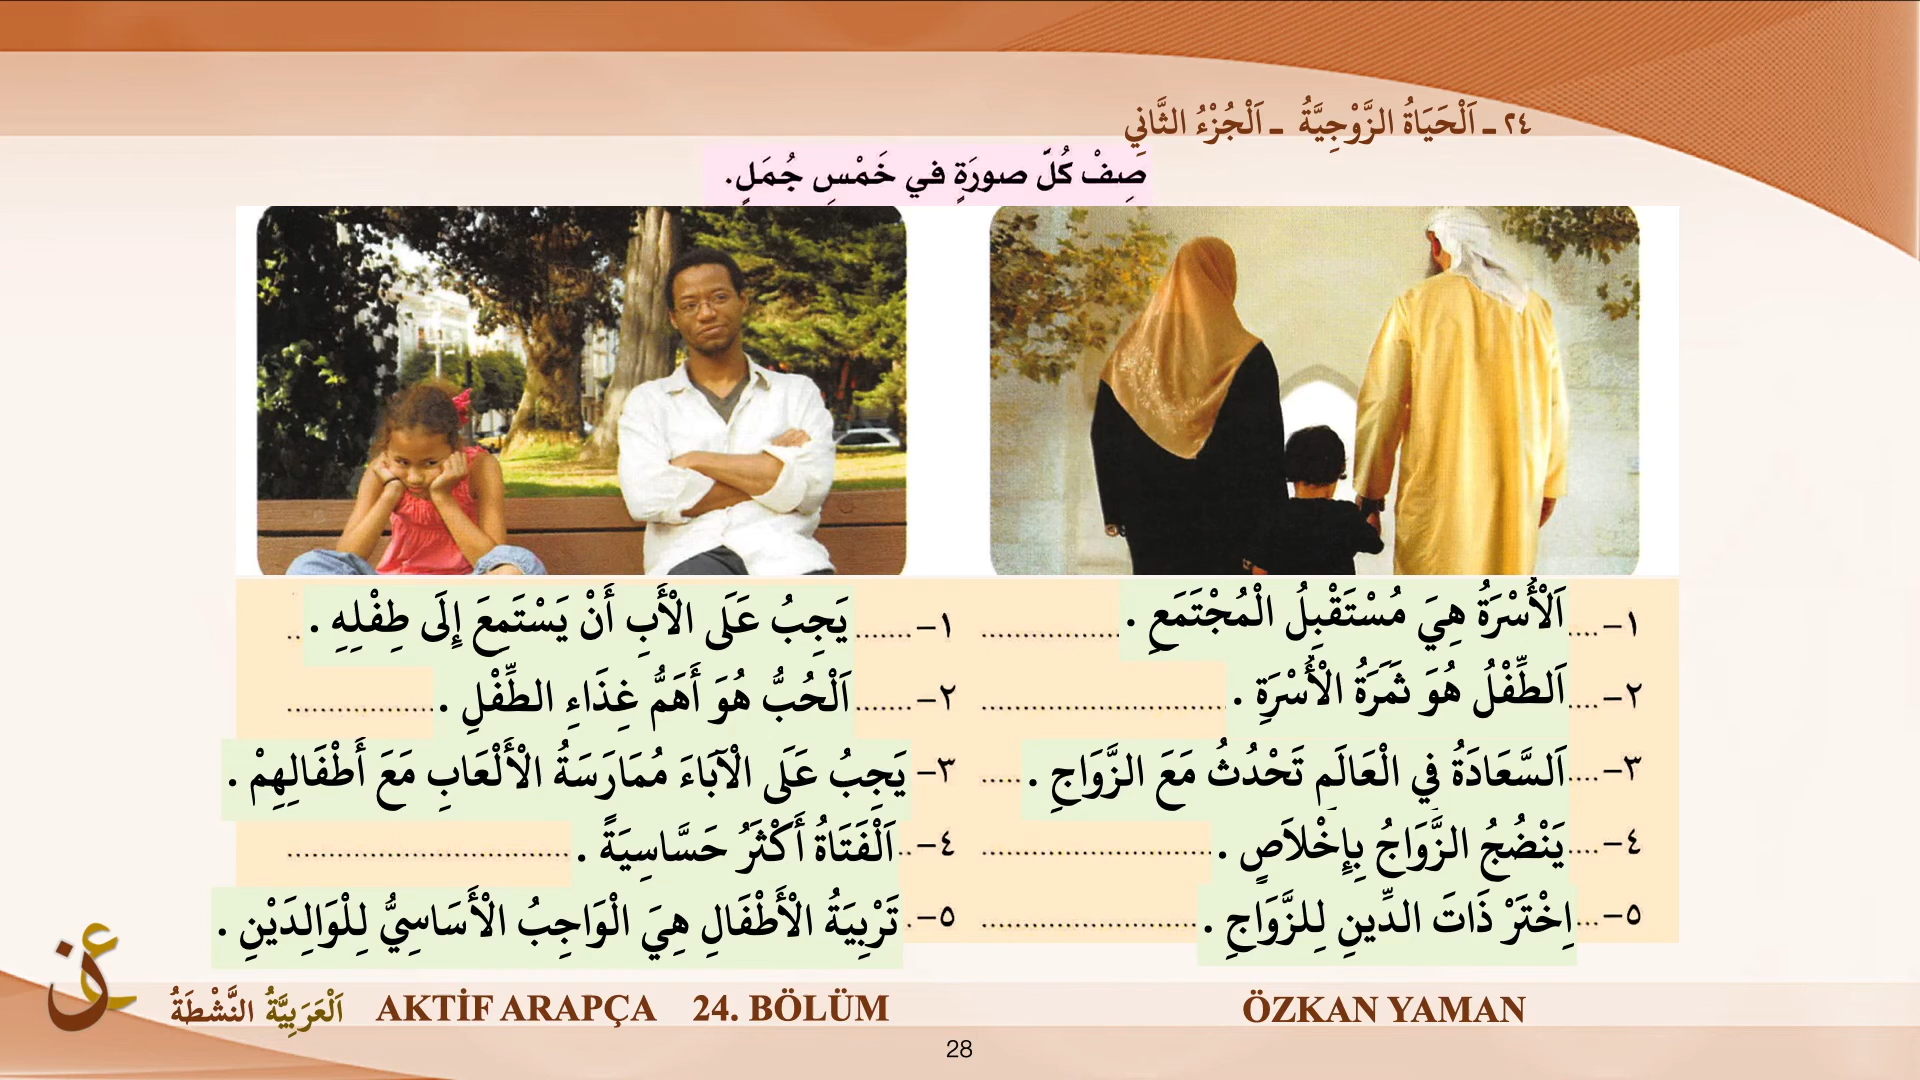 ٢٤ ـ اَلْحَيَاةُ الزَّوْجِيَّةُ ـ اَلْجُزْءُ الثَّانِي
صِفْ كُلَّ صورَةٍ في خَمْسِ جُمَلٍ.
١– اَلْأُسْرَةُ هِيَ مُسْتَقْبِلُ الْمُجْتَمَعِ .
٢– اَلطِّفْلُ هُوَ ثَمَرَةُ الْأُسْرَةِ .
٣– اَلسَّعَادَةُ فِي الْعَالَمِ تَحْدُثُ مَعَ الزَّوَاجِ .
٤– يَنْضُجُ الزَّوَاجُ بِإِخْلَاصٍ .
٥– اِخْتَرْ ذَاتَ الدِّينِ لِلزَّوَاجِ .
١– يَجِبُ عَلَى الْأَبِ أَنْ يَسْتَمِعَ إِلَى طِفْلِهِ .
٢– اَلْحُبُّ هُوَ أَهَمُّ غِذَاءِ الطِّفْلِ .
٣– يَجِبُ عَلَى الْآبَاءَ مُمَارَسَةُ الْأَلْعَابِ مَعَ أَطْفَالِهِمْ .
٤– اَلْفَتَاةُ أَكْثَرُ حَسَّاسِيَةً .
٥– تَرْبِيَةُ الْأَطْفَالِ هِيَ الْوَاجِبُ الْأَسَاسِيُّ لِلْوَالِدَيْنِ .
اَلْعَرَبِيَّةُ النَّشْطَةُ AKTİF ARAPÇA 24. BÖLÜM ÖZKAN YAMAN
28